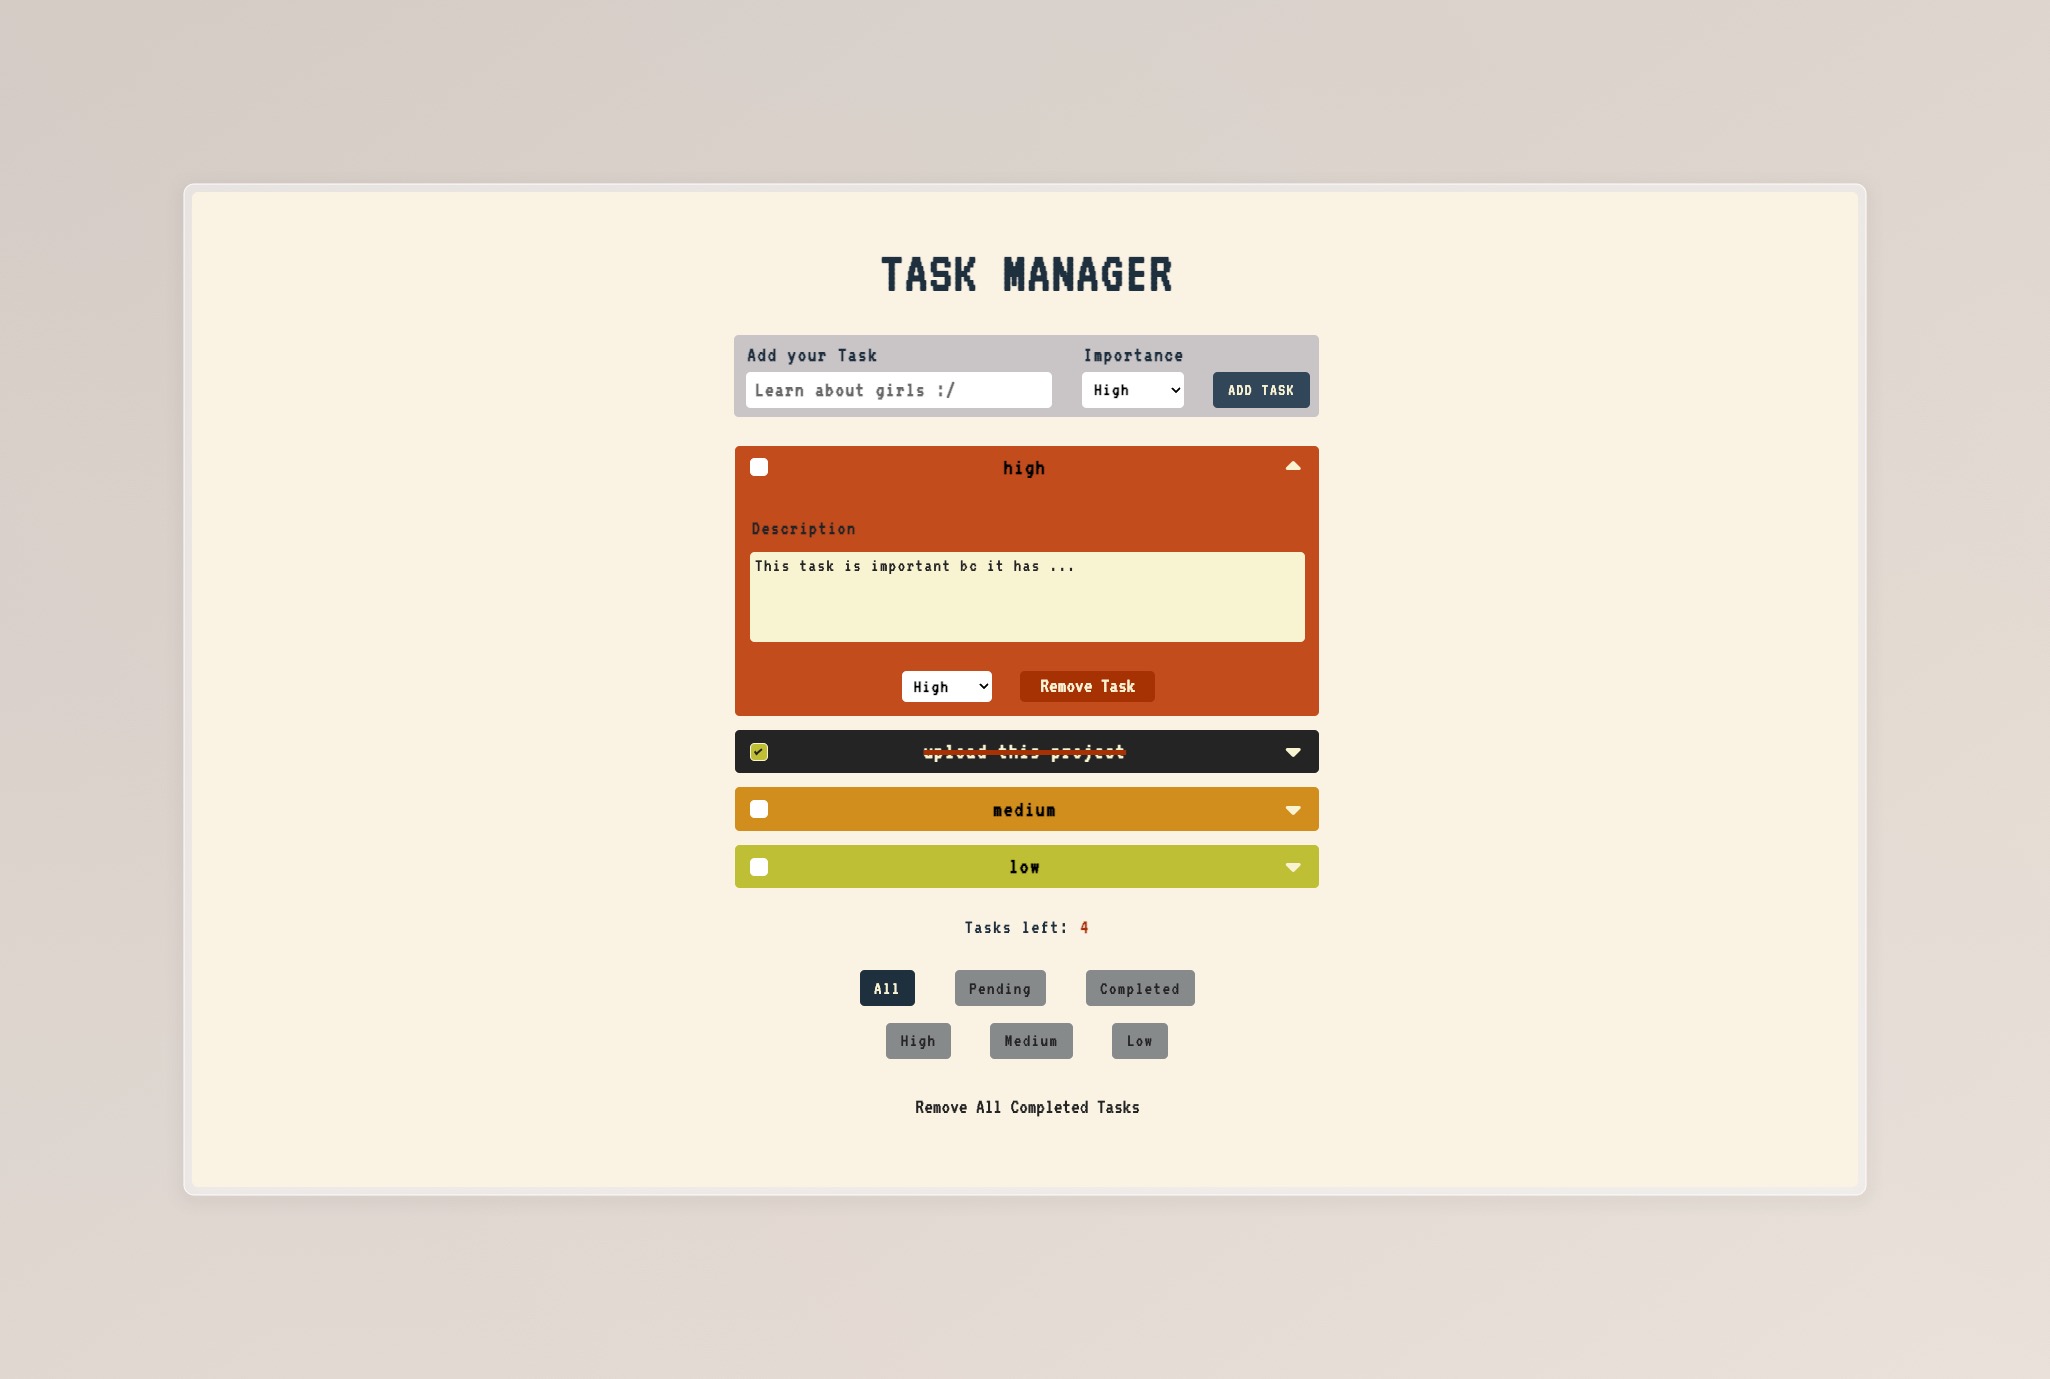 TASK MANAGER
Add your Task
Importance
Learn about girls :/
High
ADD TASK
high
Description
This task is important bc it has ...
High
Remove Task
upload this project
medium
low
Tasks left: 4
All
Pending
Completed
High
Medium
Low
Remove All Completed Tasks